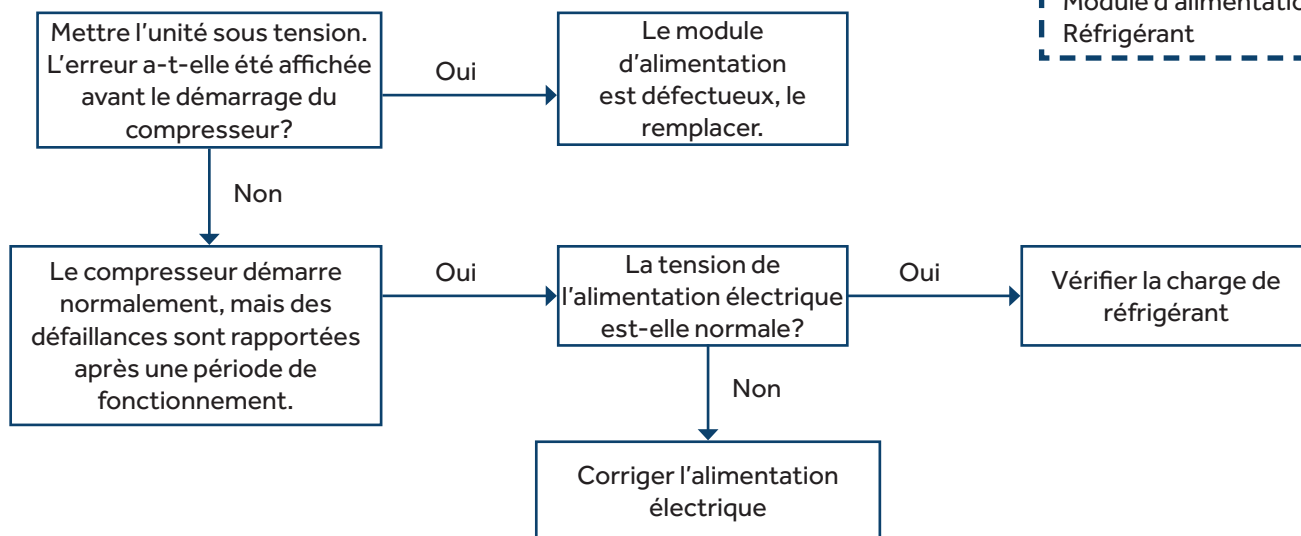 Module d'alimentation
Réfrigérant
Mettre l'unité sous tension.
L'erreur a-t-elle été affichée
avant le démarrage du
compresseur?
Oui
Le module
d'alimentation
est défectueux, le
remplacer.
Non
Le compresseur démarre
normalement, mais des
défaillances sont rapportées
après une période de
fonctionnement.
Oui
La tension de
l'alimentation électrique
est-elle normale?
Oui
Vérifier la charge de
réfrigérant
Non
Corriger l'alimentation
électrique